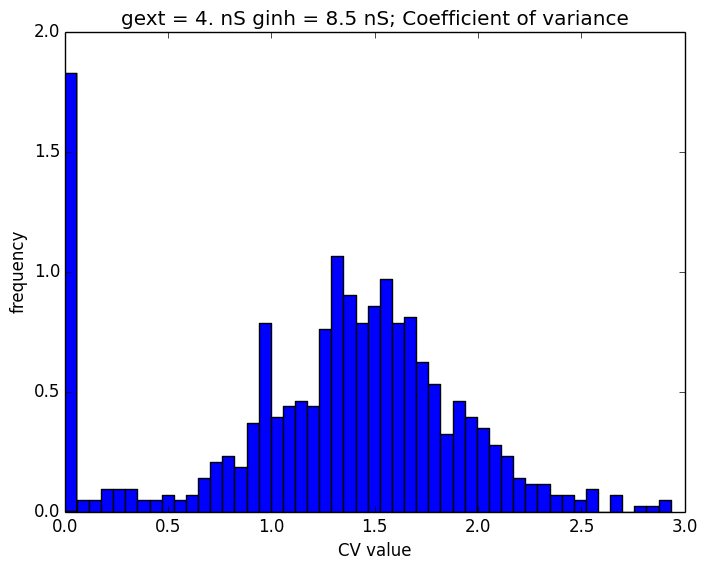 gext = 4. nS ginh = 8.5 nS; Coefficient of variance
2.0
1.5
1.0
0.5
0.0
frequency
0.0 0.5 1.0 1.5 2.0 2.5 3.0
CV value